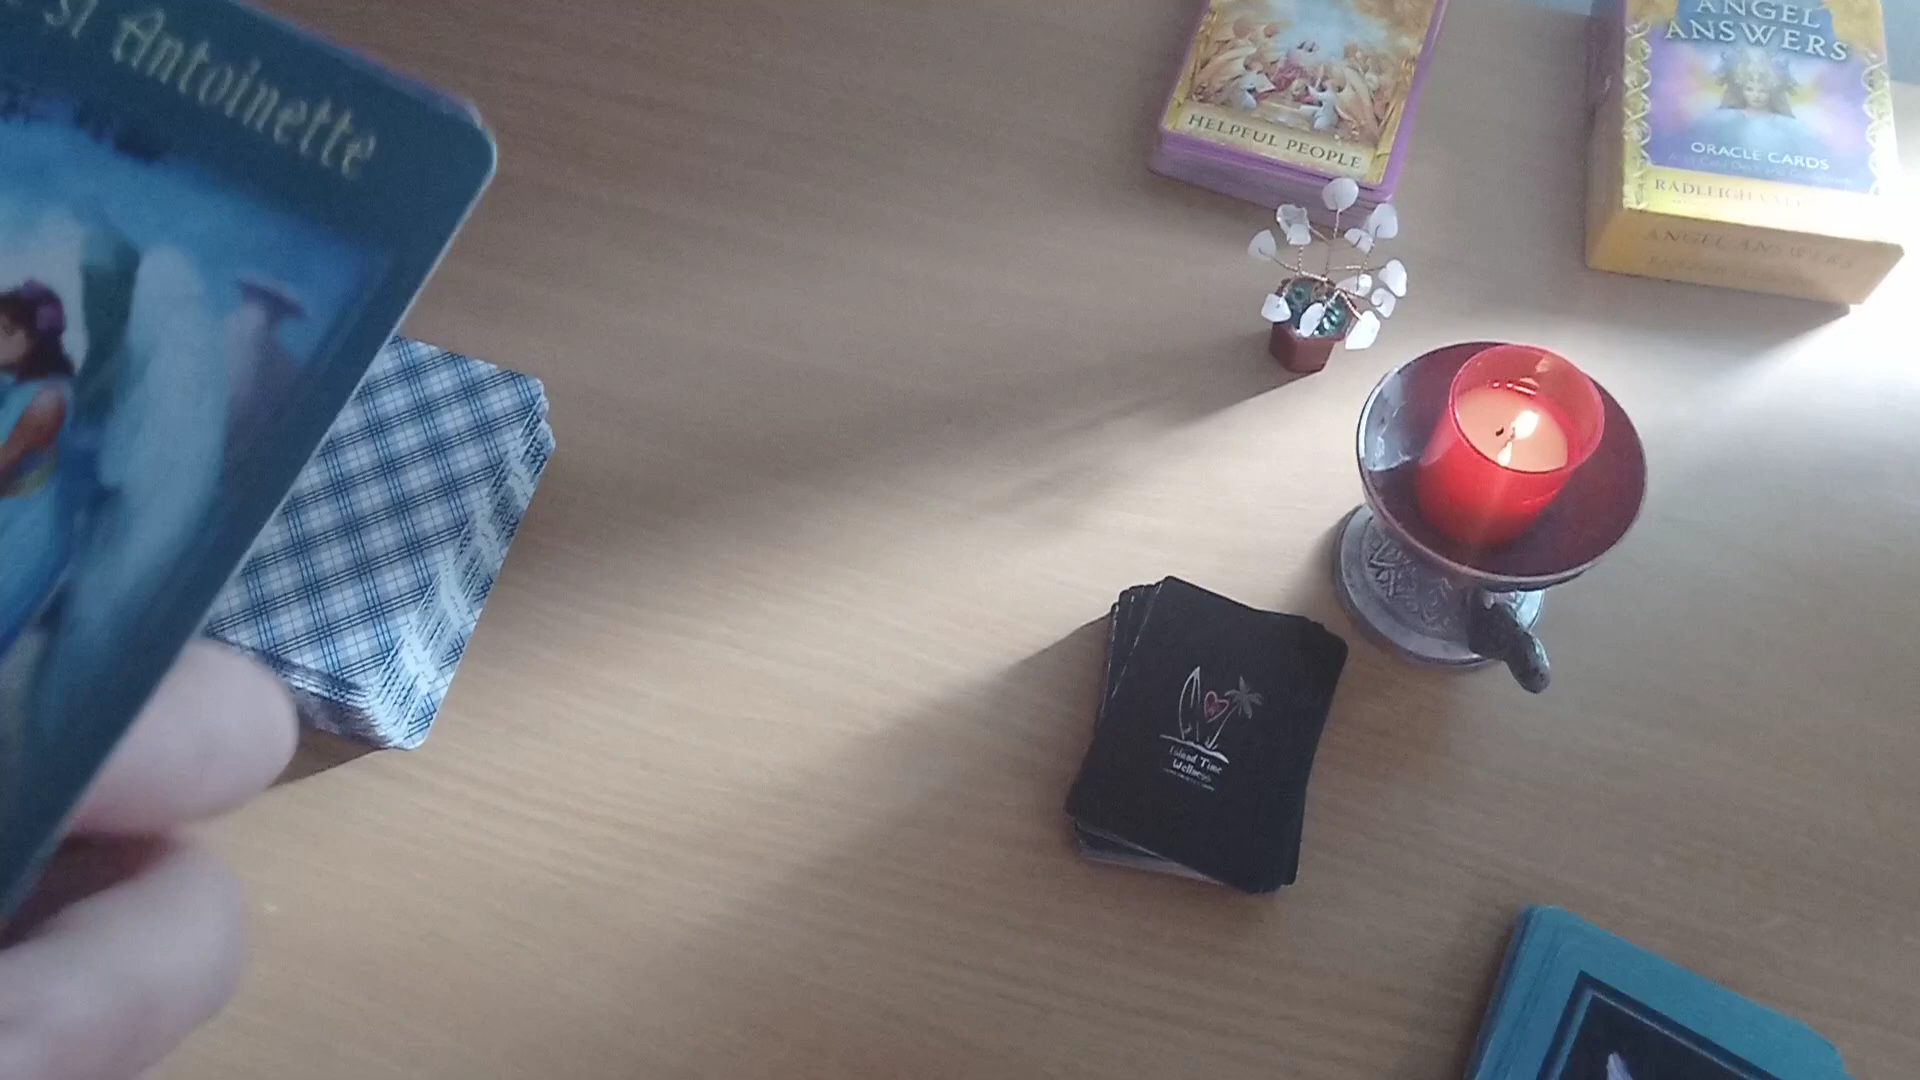 Antoinette
HELPFUL PEOPLE
ANGEL
ANSWERS
ORACLE CARDS
RADLEIGH
ANGEL ANSWERS
Island Time
Wellness